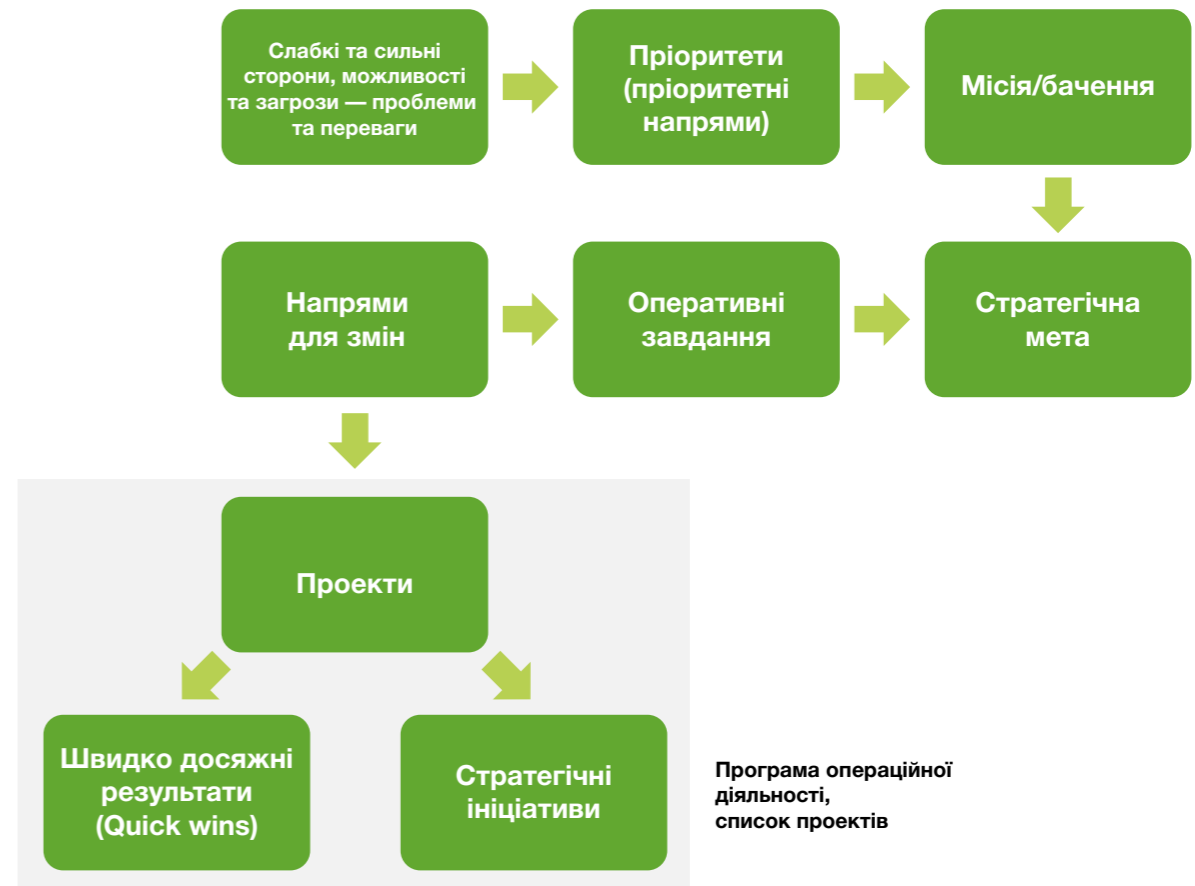 Слабкі та сильні
сторони, можливості
та загрози — проблеми
та переваги
Пріоритети
(пріоритетні
напрями)
Місія/бачення
Напрями
для змін
Оперативні
завдання
Стратегічна
мета
Проекти
Швидко досяжні
результати
(Quick wins)
Стратегічні
ініціативи
Програма операційної
діяльності,
список проектів